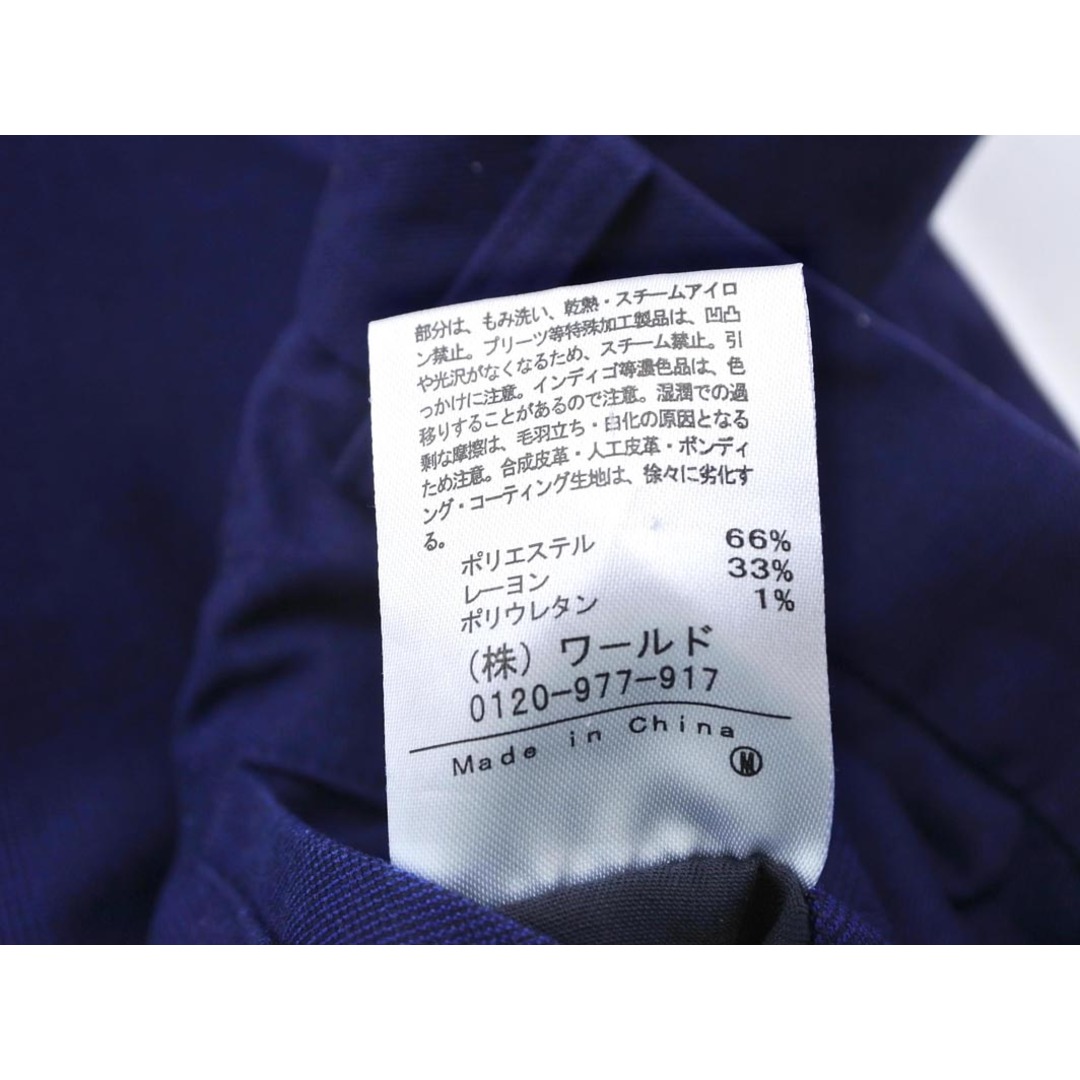 部分は、もみ洗い、乾熱・スチームアイロ
ン禁止。プリーツ等特殊加工製品は、凹凸
や光沢がなくなるため、スチーム禁止。引
っかけに注意。インディゴ等濃色品は、色
移りすることがあるので注意。湿潤での過
剰な摩擦は、毛羽立ち・白化の原因となる
ため注意。合成皮革・人工皮革・ボンディ
ング・コーティング生地は、徐々に劣化す
る。
ポリエステル 66%
レーヨン 33%
ポリウレタン 1%
(株) ワールド
0120-977-917
Made in China
M